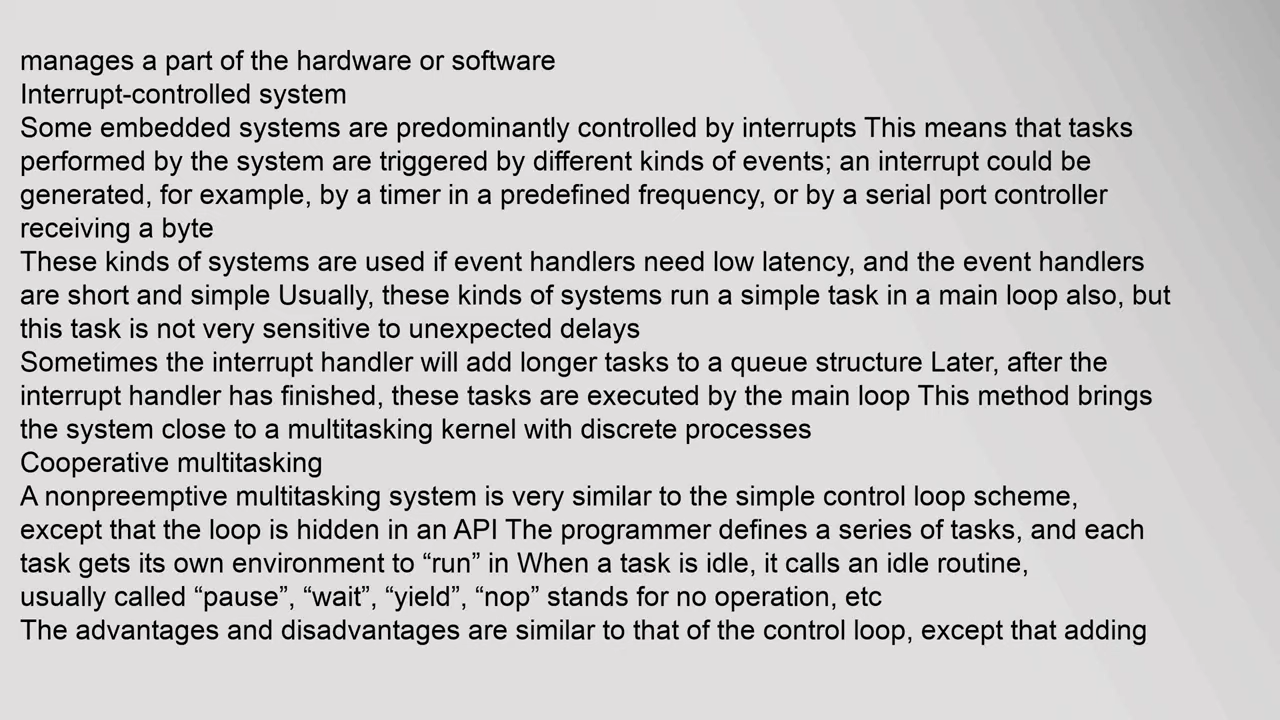 manages a part of the hardware or software
Interrupt-controlled system
Some embedded systems are predominantly controlled by interrupts This means that tasks
performed by the system are triggered by different kinds of events; an interrupt could be
generated, for example, by a timer in a predefined frequency, or by a serial port controller
receiving a byte
These kinds of systems are used if event handlers need low latency, and the event handlers
are short and simple Usually, these kinds of systems run a simple task in a main loop also, but
this task is not very sensitive to unexpected delays
Sometimes the interrupt handler will add longer tasks to a queue structure Later, after the
interrupt handler has finished, these tasks are executed by the main loop This method brings
the system close to a multitasking kernel with discrete processes
Cooperative multitasking
A nonpreemptive multitasking system is very similar to the simple control loop scheme,
except that the loop is hidden in an API The programmer defines a series of tasks, and each
task gets its own environment to “run” in When a task is idle, it calls an idle routine,
usually called “pause”, “wait”, “yield”, “nop” stands for no operation, etc
The advantages and disadvantages are similar to that of the control loop, except that adding